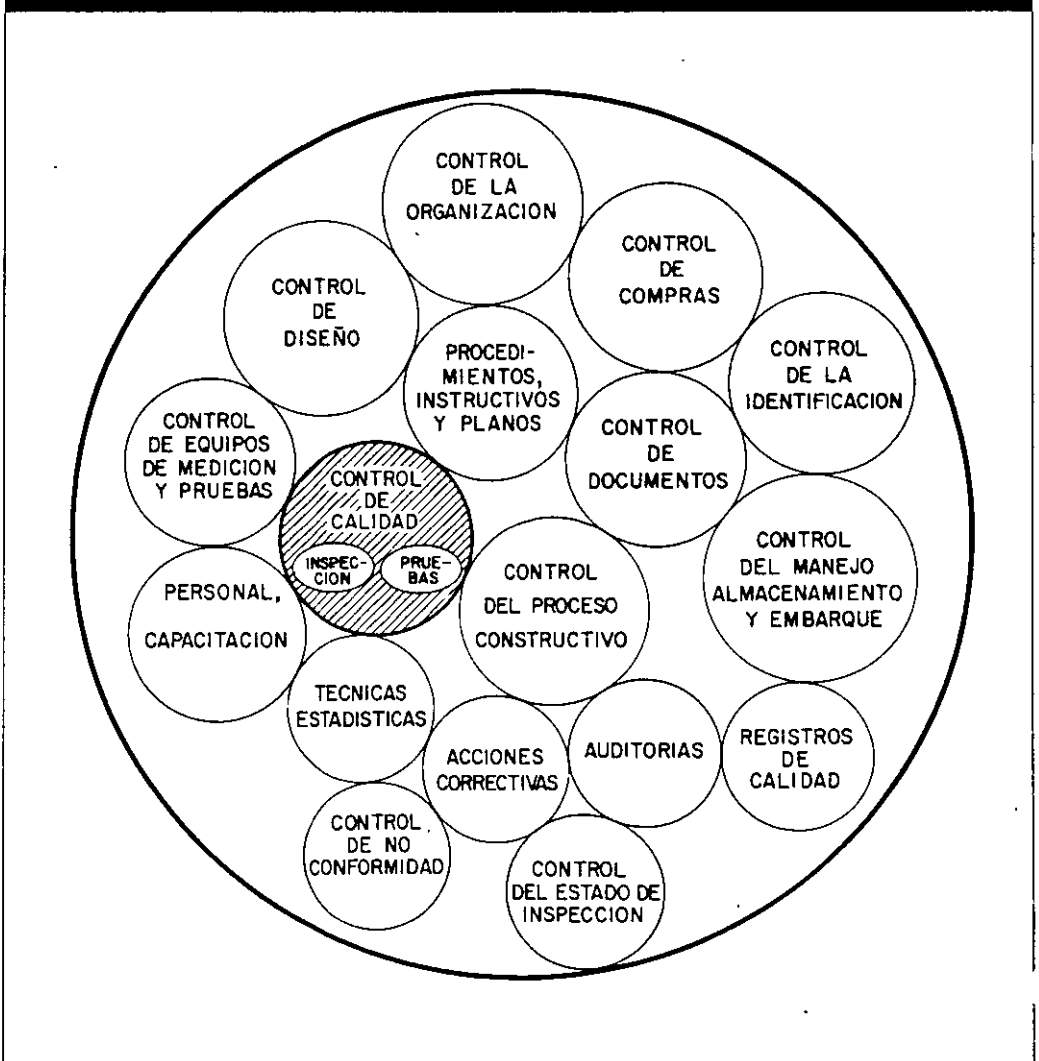 CONTROL
DE LA
ORGANIZACION
CONTROL
DE
COMPRAS
CONTROL
DE
DISEÑO
PROCEDI-
MIENTOS,
INSTRUCTIVOS
Y PLANOS
CONTROL
DE LA
IDENTIFICACION
CONTROL
DE EQUIPOS
DE MEDICION
Y PRUEBAS
CONTROL
DE
DOCUMENTOS
CONTROL
DE
CALIDAD
INSPEC-
CION
PRUE-
BAS
CONTROL
DEL MANEJO
ALMACENAMIENTO
Y EMBARQUE
CONTROL
DEL PROCESO
CONSTRUCTIVO
PERSONAL,
CAPACITACION
TECNICAS
ESTADISTICAS
ACCIONES
CORRECTIVAS
AUDITORIAS
REGISTROS
DE
CALIDAD
CONTROL
DE NO
CONFORMIDAD
CONTROL
DEL ESTADO DE
INSPECCION